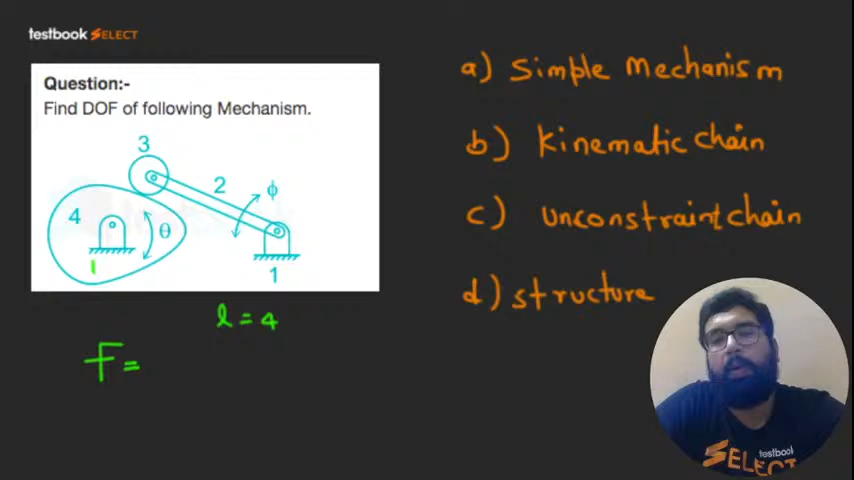 testbook SELECT
Question:-
Find DOF of following Mechanism.
3
2
ϕ
4
θ
1
1
l = 4
F =
a) Simple Mechanism
b) Kinematic chain
c) unconstraint chain
d) structure
testbook
SELECT